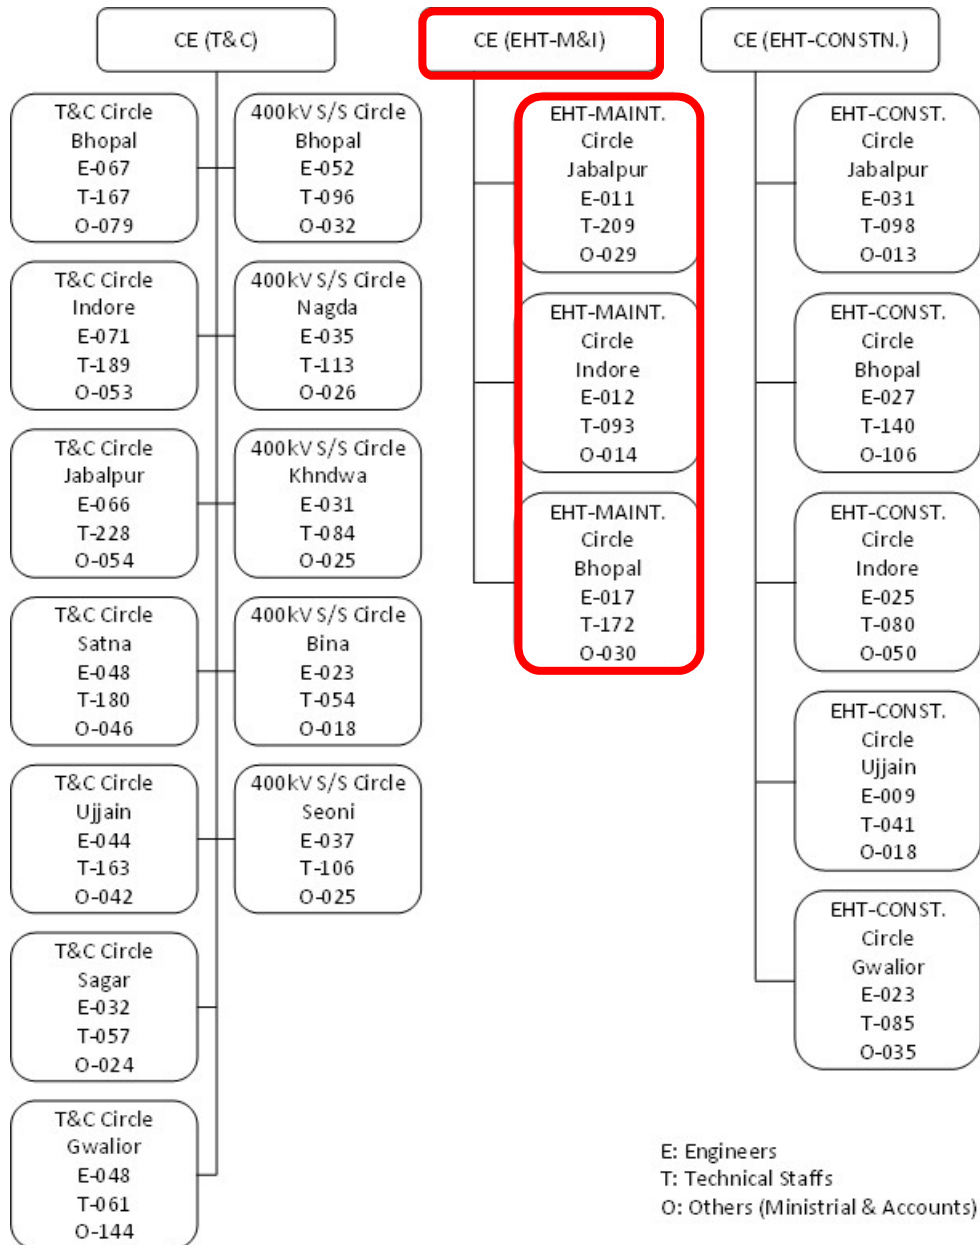 CE (T&C)
T&C Circle
Bhopal
E-067
T-167
O-079
400kV S/S Circle
Bhopal
E-052
T-096
O-032
T&C Circle
Indore
E-071
T-189
O-053
400kV S/S Circle
Nagda
E-035
T-113
O-026
T&C Circle
Jabalpur
E-066
T-228
O-054
400kV S/S Circle
Khndwa
E-031
T-084
O-025
T&C Circle
Satna
E-048
T-180
O-046
400kV S/S Circle
Bina
E-023
T-054
O-018
T&C Circle
Ujjain
E-044
T-163
O-042
400kV S/S Circle
Seoni
E-037
T-106
O-025
T&C Circle
Sagar
E-032
T-057
O-024
T&C Circle
Gwalior
E-048
T-061
O-144
CE (EHT-M&I)
EHT-MAINT.
Circle
Jabalpur
E-011
T-209
O-029
EHT-MAINT.
Circle
Indore
E-012
T-093
O-014
EHT-MAINT.
Circle
Bhopal
E-017
T-172
O-030
CE (EHT-CONSTN.)
EHT-CONST.
Circle
Jabalpur
E-031
T-098
O-013
EHT-CONST.
Circle
Bhopal
E-027
T-140
O-106
EHT-CONST.
Circle
Indore
E-025
T-080
O-050
EHT-CONST.
Circle
Ujjain
E-009
T-041
O-018
EHT-CONST.
Circle
Gwalior
E-023
T-085
O-035
E: Engineers
T: Technical Staffs
O: Others (Ministrial & Accounts)